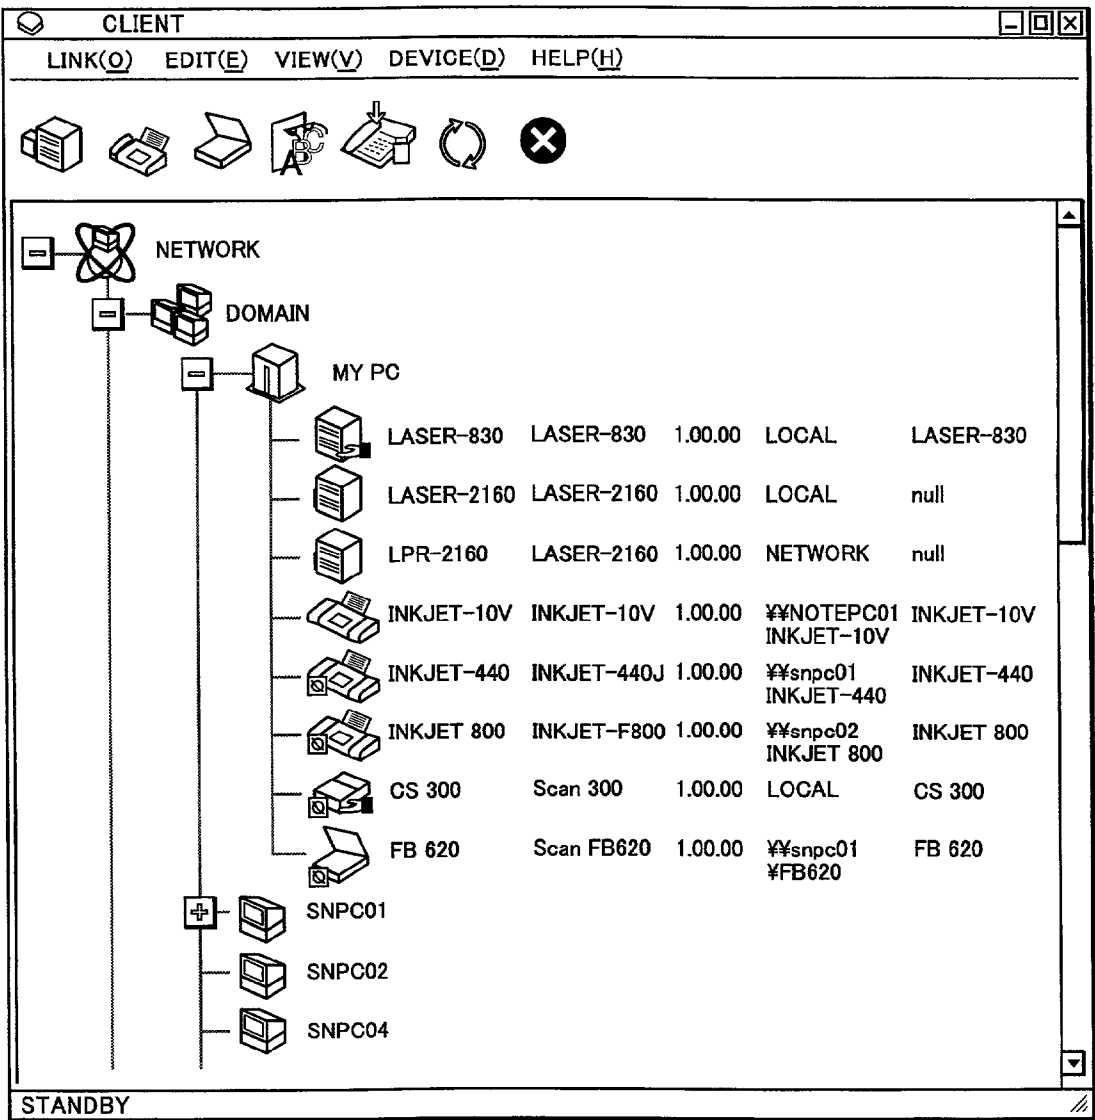 CLIENT
LINK(O) EDIT(E) VIEW(V) DEVICE(D) HELP(H)
A B C
NETWORK
DOMAIN
MY PC
LASER-830 LASER-830 1.00.00 LOCAL LASER-830
LASER-2160 LASER-2160 1.00.00 LOCAL null
LPR-2160 LASER-2160 1.00.00 NETWORK null
INKJET-10V INKJET-10V 1.00.00 ¥¥NOTEPC01 INKJET-10V
INKJET-10V
INKJET-440 INKJET-440J 1.00.00 ¥¥snpc01 INKJET-440
INKJET-440
INKJET 800 INKJET-F800 1.00.00 ¥¥snpc02 INKJET 800
INKJET 800
CS 300 Scan 300 1.00.00 LOCAL CS 300
FB 620 Scan FB620 1.00.00 ¥¥snpc01 FB 620
¥FB620
SNPC01
SNPC02
SNPC04
STANDBY